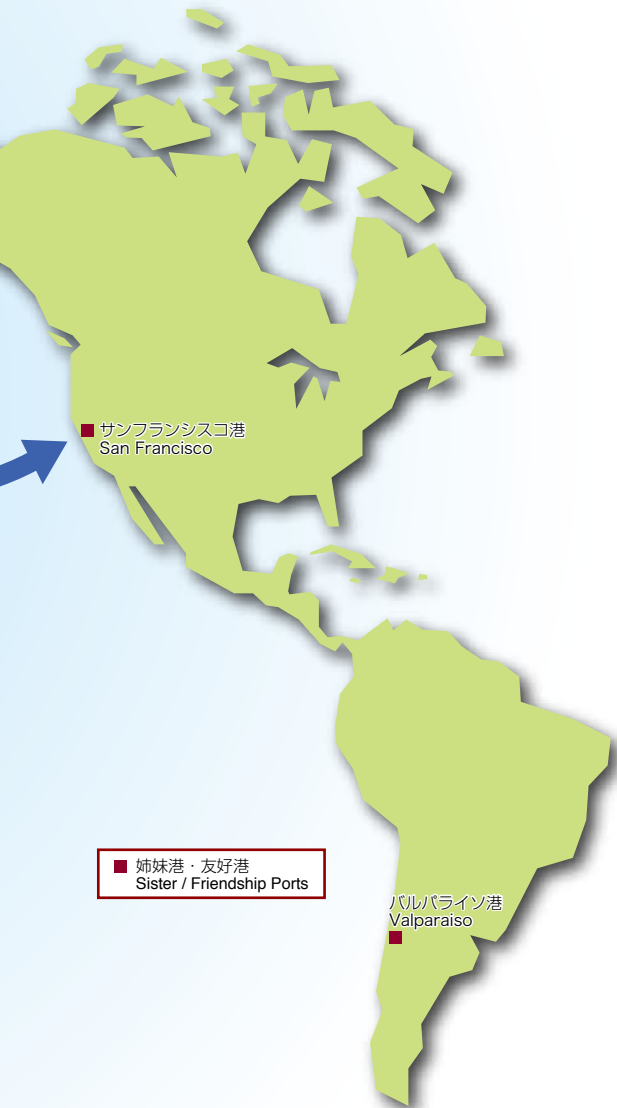 サンフランシスコ港
San Francisco
姉妹港・友好港
Sister / Friendship Ports
バルパライソ港
Valparaiso